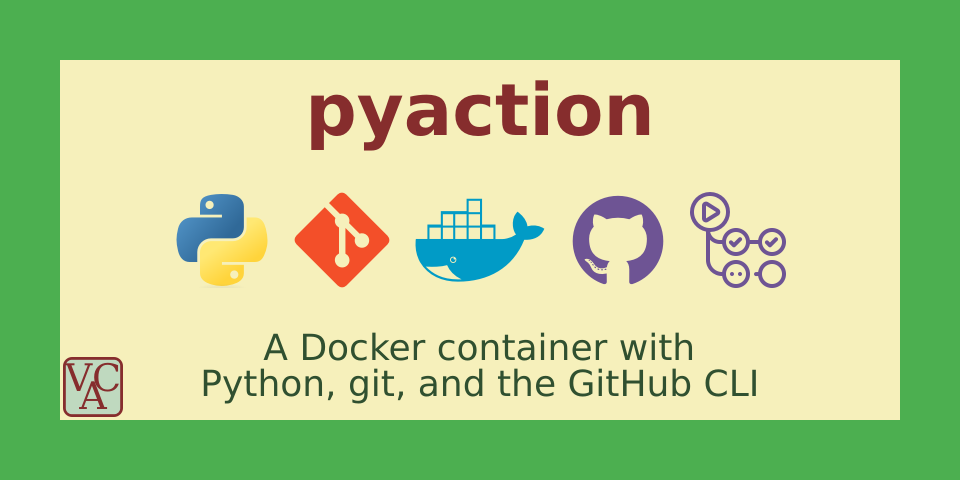 pyaction
A Docker container with
Python, git, and the GitHub CLI
VCA